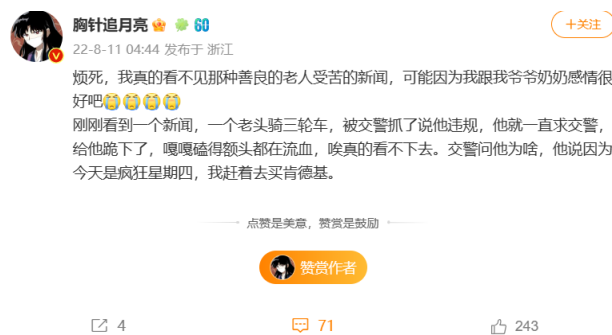 胸针追月亮 60
+关注
22-8-11 04:44 发布于 浙江
烦死，我真的看不见那种善良的老人受苦的新闻，可能因为我跟我爷爷奶奶感情很
好吧😭😭😭😭
刚刚看到一个新闻，一个老头骑三轮车，被交警抓了说他违规，他就一直求交警，
给他跪下了，嘎嘎磕得额头都在流血，唉真的看不下去。交警问他为啥，他说因为
今天是疯狂星期四，我赶着去买肯德基。
点赞是美意，赞赏是鼓励
赞赏作者
4 71 243